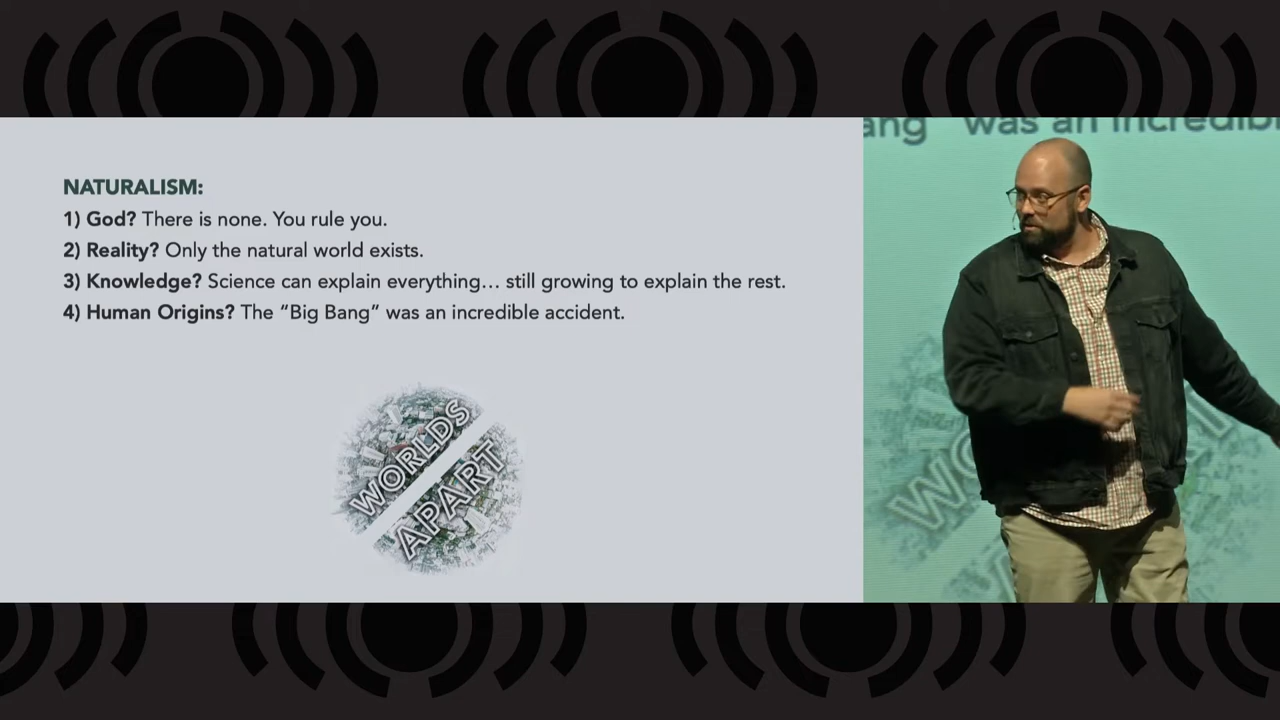 NATURALISM:
1) God? There is none. You rule you.
2) Reality? Only the natural world exists.
3) Knowledge? Science can explain everything… still growing to explain the rest.
4) Human Origins? The “Big Bang” was an incredible accident.
WORLDS
APART
ang” was an incredibl